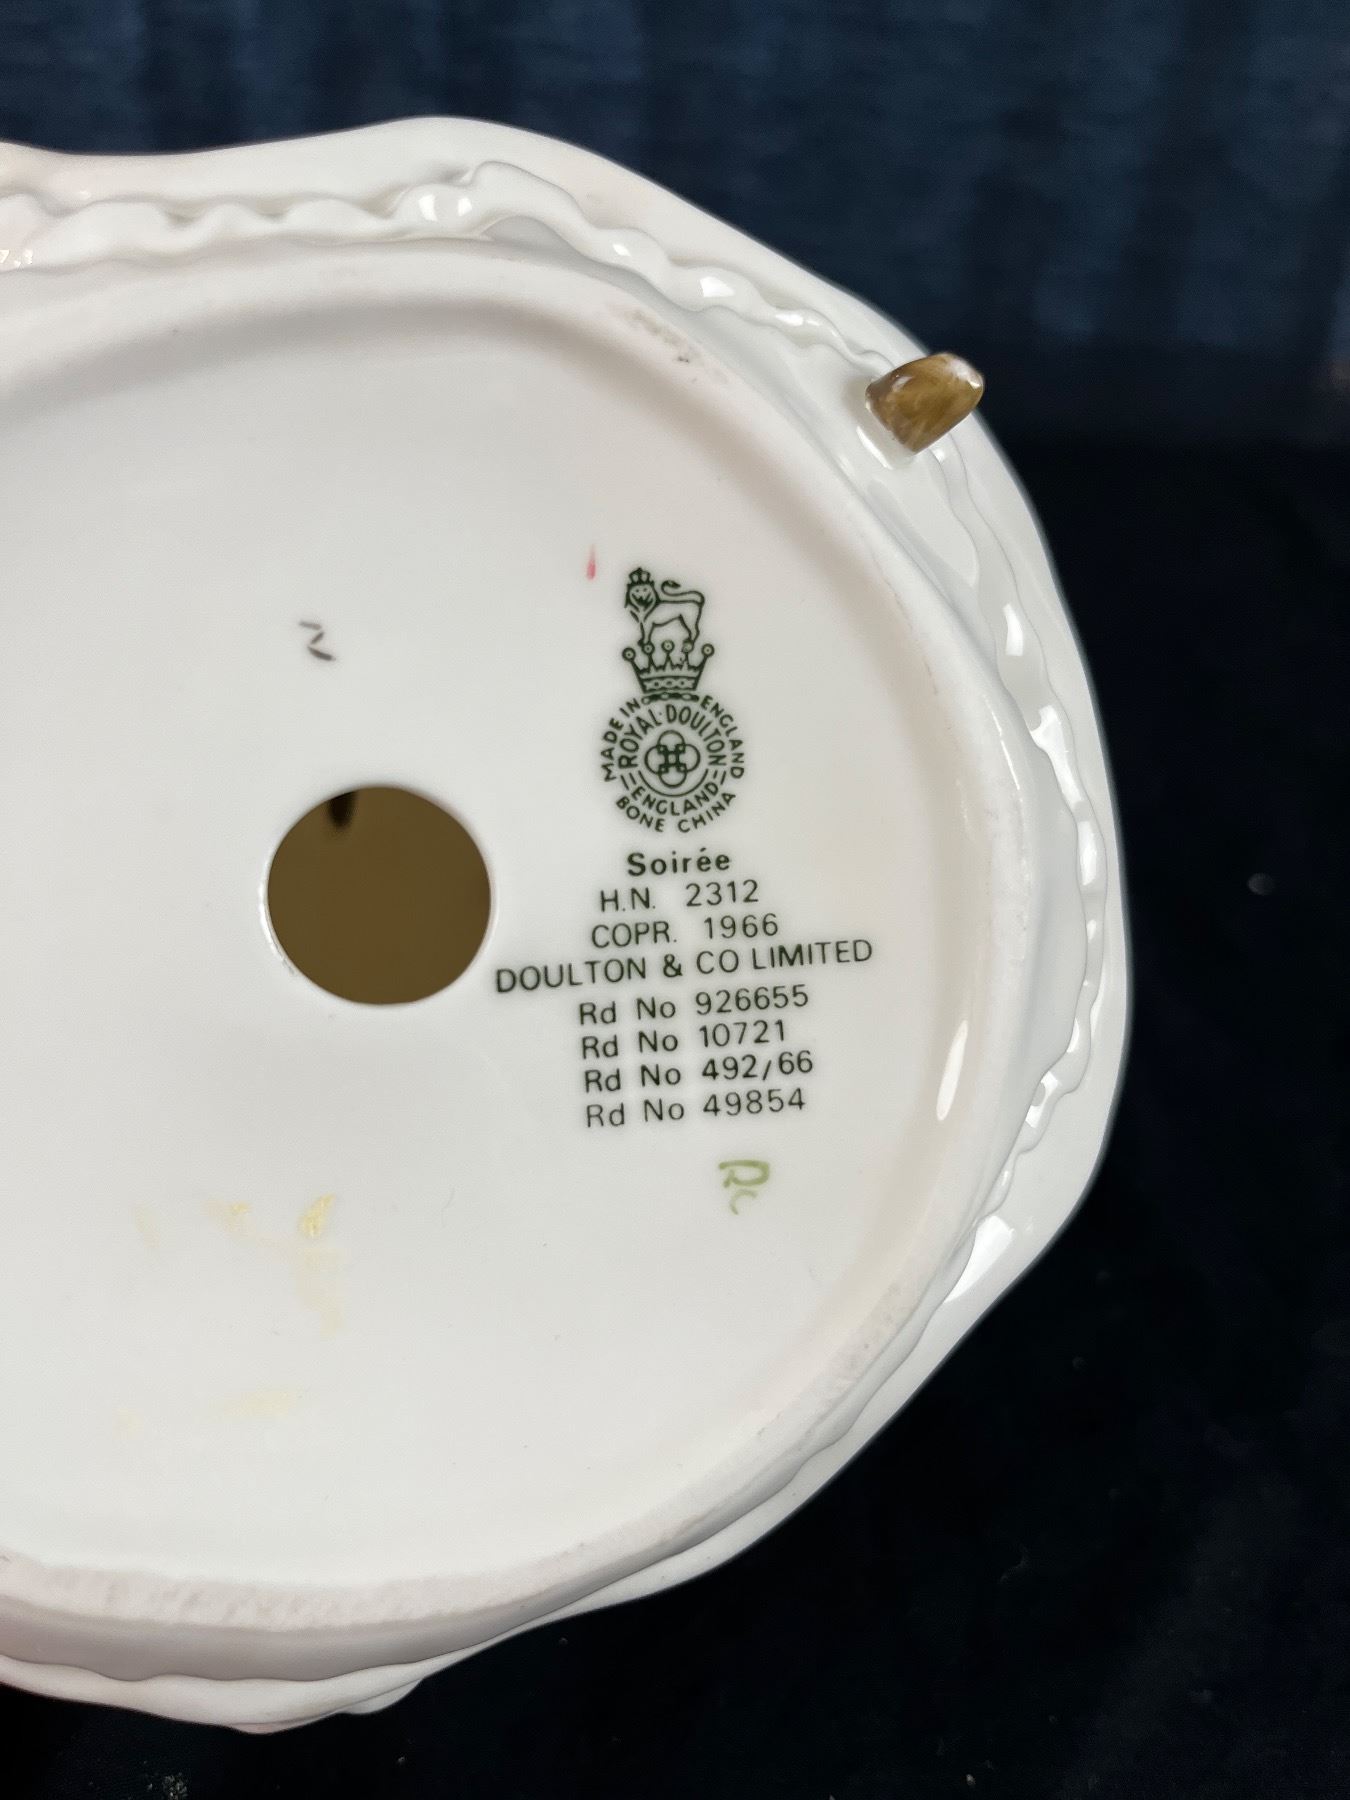 MADE IN ENGLAND
ROYAL·DOULTON
ENGLAND
BONE CHINA
Soirée
H.N. 2312
COPR. 1966
DOULTON & CO LIMITED
Rd No 926655
Rd No 10721
Rd No 492/66
Rd No 49854